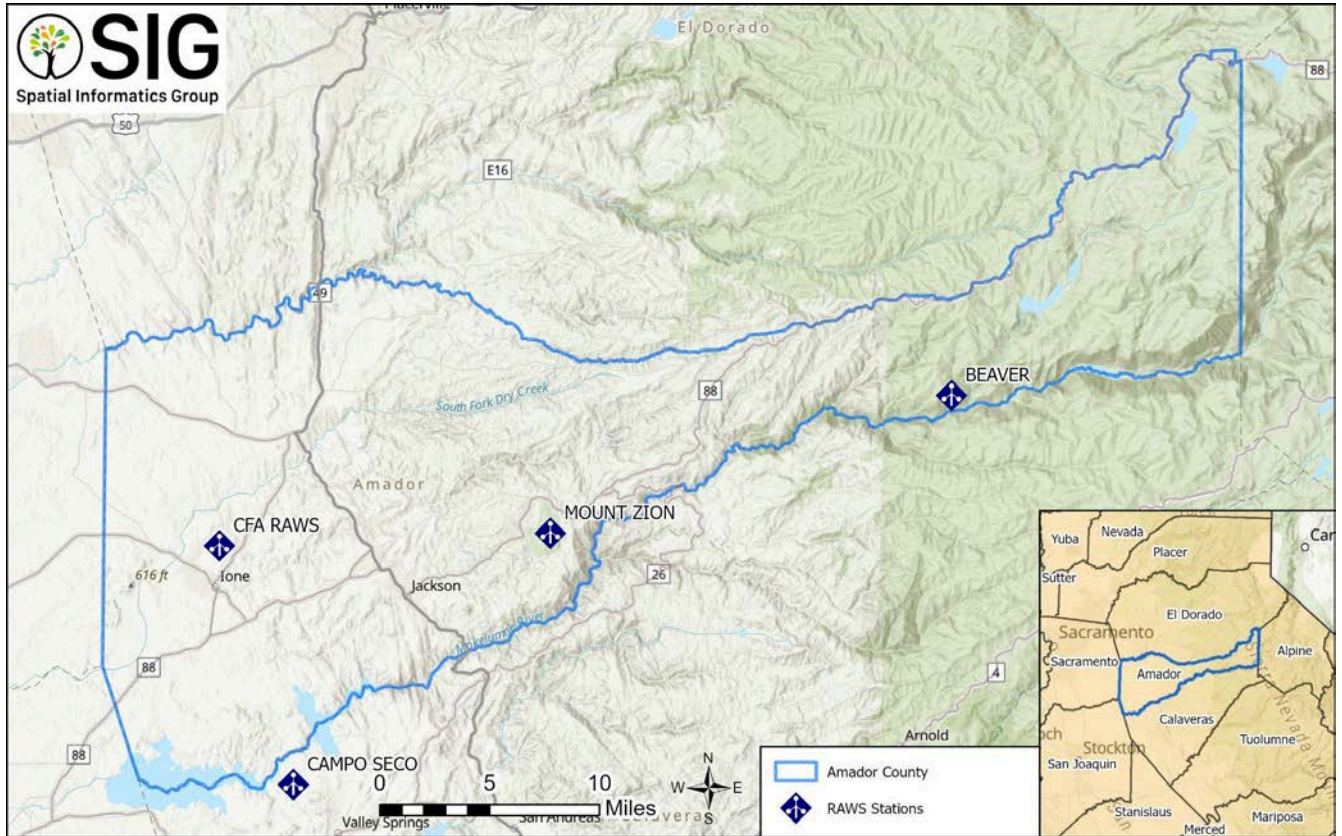 Placerville
El Dorado
SIG
Spatial Informatics Group
50
88
E16
49
South Fork Dry Creek
88
BEAVER
Amador
MOUNT ZION
CFA RAWS
616 ft
Ione
Jackson
26
Mokelumne River
88
4
88
Arnold
CAMPO SECO
0 5 10
Miles
Valley Springs
San Andreas
N
W E
S
Amador County
RAWS Stations
Yuba
Nevada
Placer
Sutter
El Dorado
Sacramento
Sacramento
Amador
Alpine
Calaveras
Stockton
Tuolumne
San Joaquin
Stanislaus
Merced
Mariposa